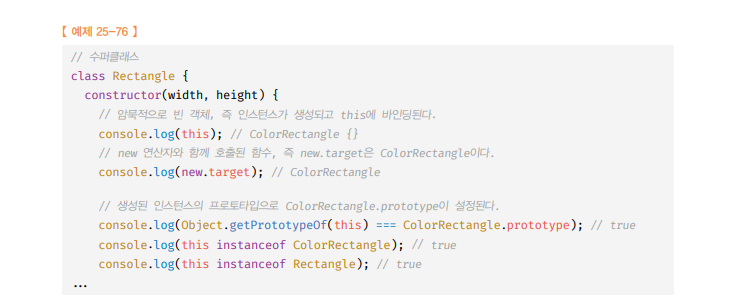 【 예제 25-76 】
// 수퍼클래스
class Rectangle {
  constructor(width, height) {
    // 암묵적으로 빈 객체, 즉 인스턴스가 생성되고 this에 바인딩된다.
    console.log(this); // ColorRectangle {}
    // new 연산자와 함께 호출된 함수, 즉 new.target은 ColorRectangle이다.
    console.log(new.target); // ColorRectangle
    // 생성된 인스턴스의 프로토타입으로 ColorRectangle.prototype이 설정된다.
    console.log(Object.getPrototypeOf(this) === ColorRectangle.prototype); // true
    console.log(this instanceof ColorRectangle); // true
    console.log(this instanceof Rectangle); // true
...